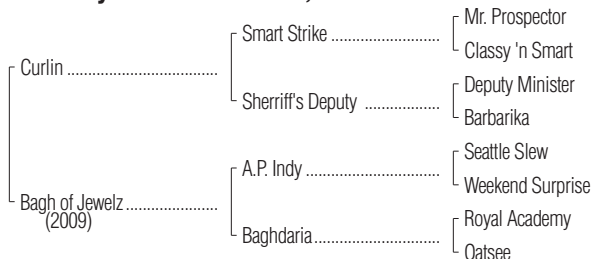 Mr. Prospector
Smart Strike ..........................
Classy 'n Smart
Curlin ....................................
Deputy Minister
Sherriff's Deputy ..................
Barbarika
Seattle Slew
A.P. Indy ................................
Weekend Surprise
Bagh of Jewelz......................
(2009)
Royal Academy
Baghdaria..............................
Oatsee